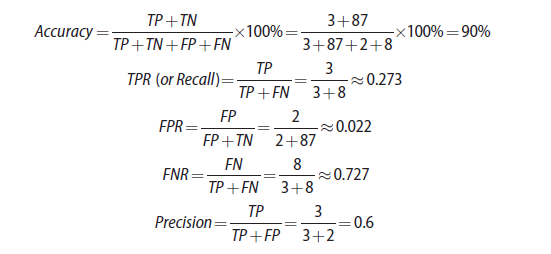 Accuracy = TP+TN / TP+TN+FP+FN ×100% = 3+87 / 3+87+2+8 ×100% = 90%
TPR (or Recall) = TP / TP+FN = 3 / 3+8 ≈ 0.273
FPR = FP / FP+TN = 2 / 2+87 ≈ 0.022
FNR = FN / TP+FN = 8 / 3+8 ≈ 0.727
Precision = TP / TP+FP = 3 / 3+2 = 0.6